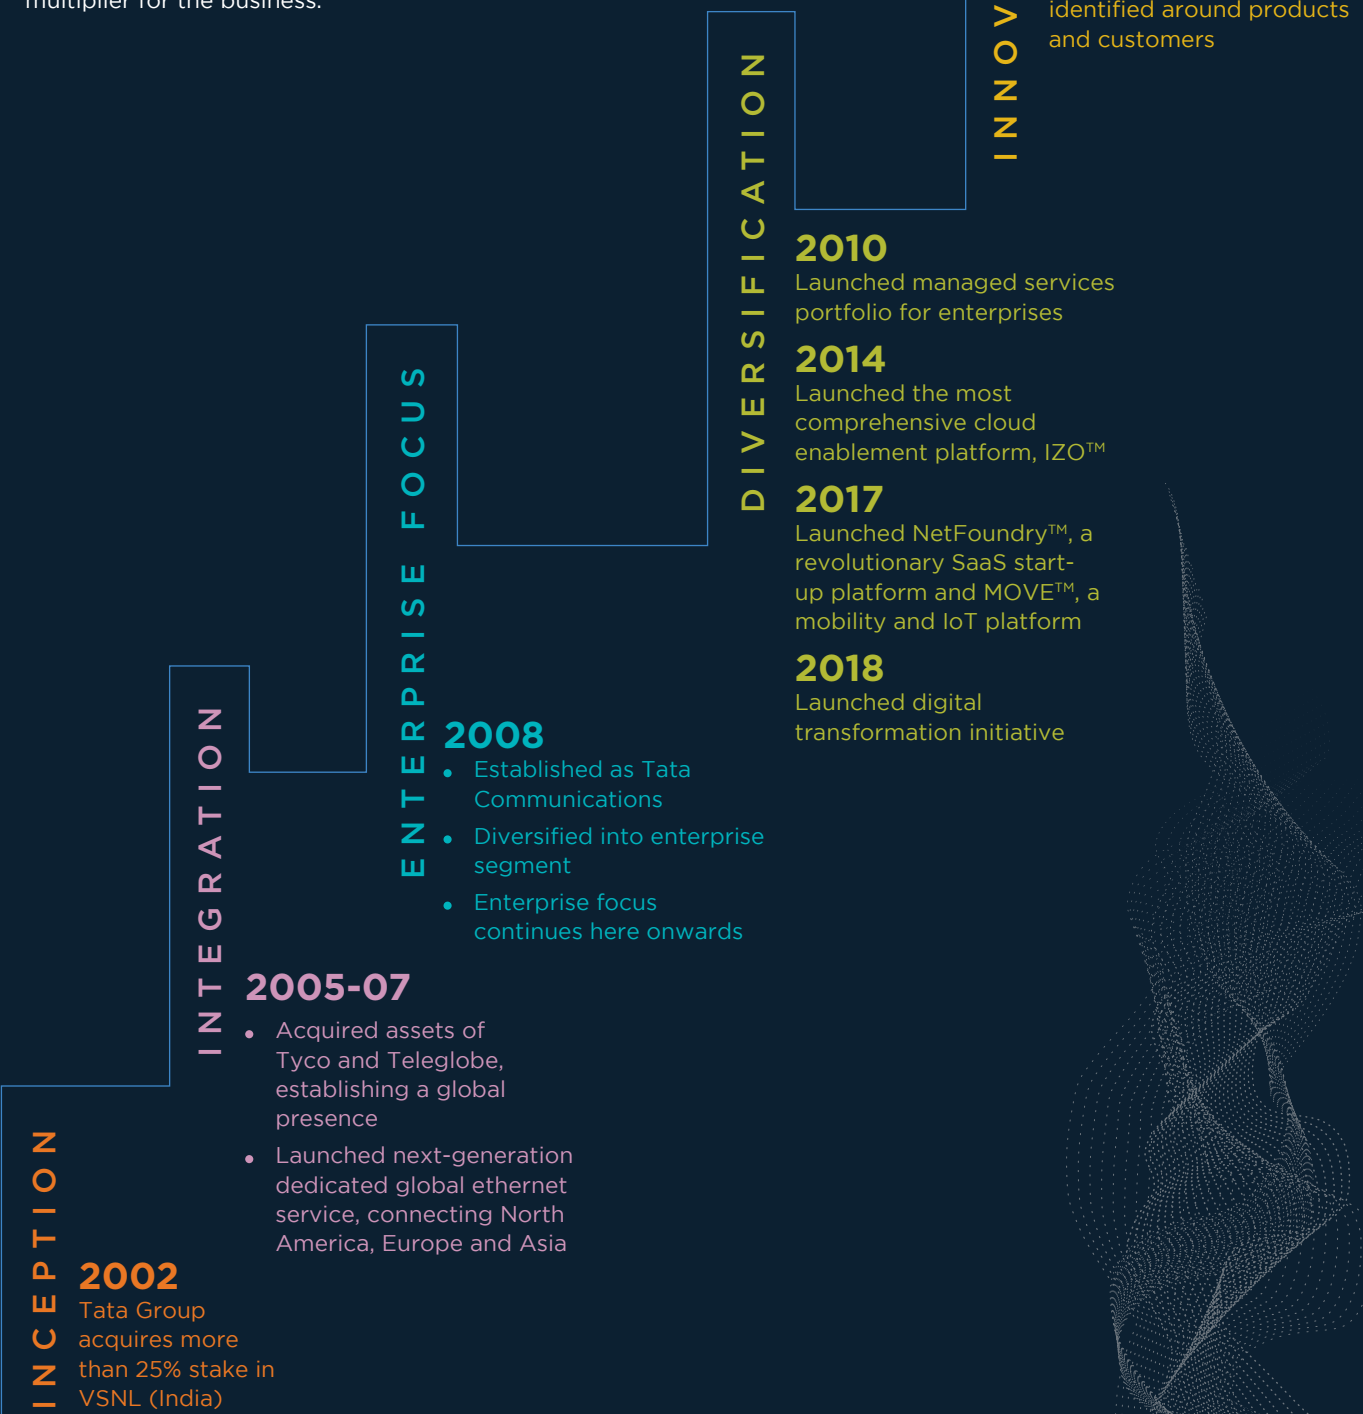 multiplier for the business.
identified around products
and customers
INNOV
DIVERSIFICATION
2010
Launched managed services
portfolio for enterprises
2014
Launched the most
comprehensive cloud
enablement platform, IZO™
2017
Launched NetFoundry™, a
revolutionary SaaS start-
up platform and MOVE™, a
mobility and IoT platform
2018
Launched digital
transformation initiative
ENTERPRISE FOCUS
2008
• Established as Tata
Communications
• Diversified into enterprise
segment
• Enterprise focus
continues here onwards
INTEGRATION
2005-07
• Acquired assets of
Tyco and Teleglobe,
establishing a global
presence
• Launched next-generation
dedicated global ethernet
service, connecting North
America, Europe and Asia
INCEPTION
2002
Tata Group
acquires more
than 25% stake in
VSNL (India)